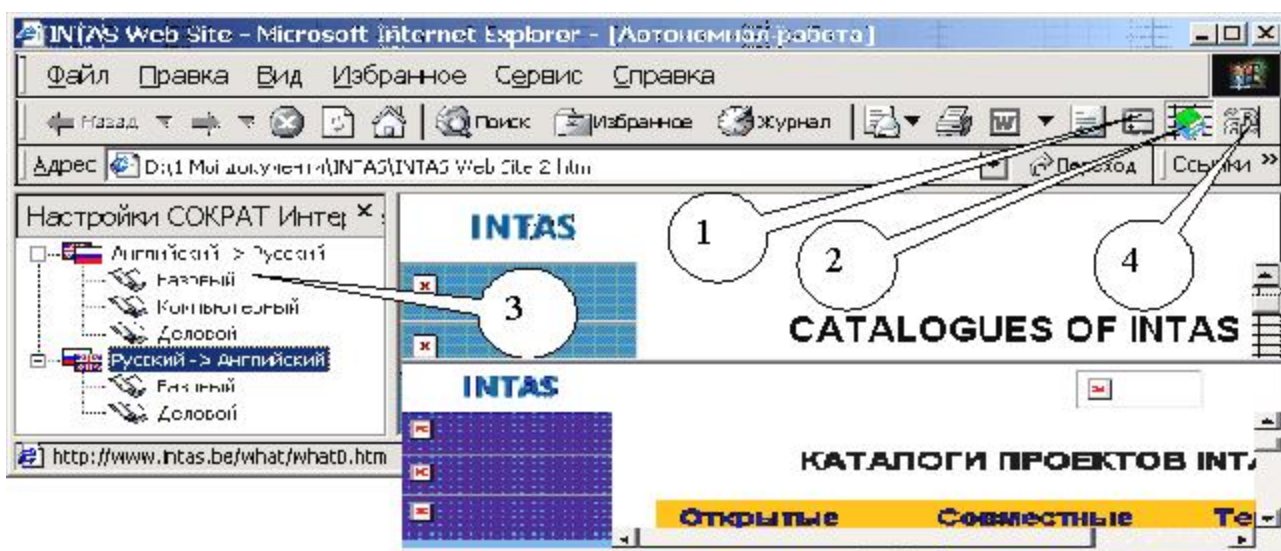 INTAS Web Site - Microsoft Internet Explorer - [Автономная работа]
Файл Правка Вид Избранное Сервис Справка
Назад Поиск Избранное Журнал
Адрес D:\1 Мои документы\INTAS\INTAS Web Site 2.htm Переход Ссылки »
Настройки СОКРАТ Интер
Английский -> Русский
Базовый
Компьютерный
Деловой
Русский -> Английский
Базовый
Деловой
http://www.intas.be/what/what0.htm
INTAS
1
2
4
3
CATALOGUES OF INTAS
INTAS
КАТАЛОГИ ПРОЕКТОВ INTA
Открытые Совместные Те